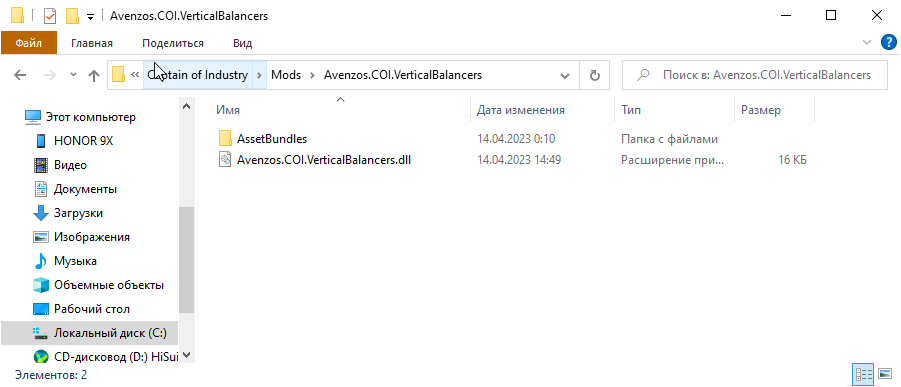 Avenzos.COI.VerticalBalancers
Файл Главная Поделиться Вид
« Captain of Industry > Mods > Avenzos.COI.VerticalBalancers Поиск в: Avenzos.COI.VerticalBalancers
Имя Дата изменения Тип Размер
Этот компьютер
HONOR 9X
Видео
Документы
Загрузки
Изображения
Музыка
Объемные объекты
Рабочий стол
Локальный диск (C:)
CD-дисковод (D:) HiSui
AssetBundles 14.04.2023 0:10 Папка с файлами
Avenzos.COI.VerticalBalancers.dll 14.04.2023 14:49 Расширение при... 16 КБ
Элементов: 2